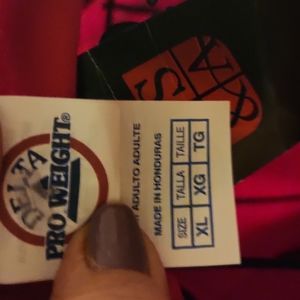 DELTA
PRO WEIGHT®
ADULTO ADULTE
MADE IN HONDURAS
SIZE TALLA TAILLE
XL XG TG